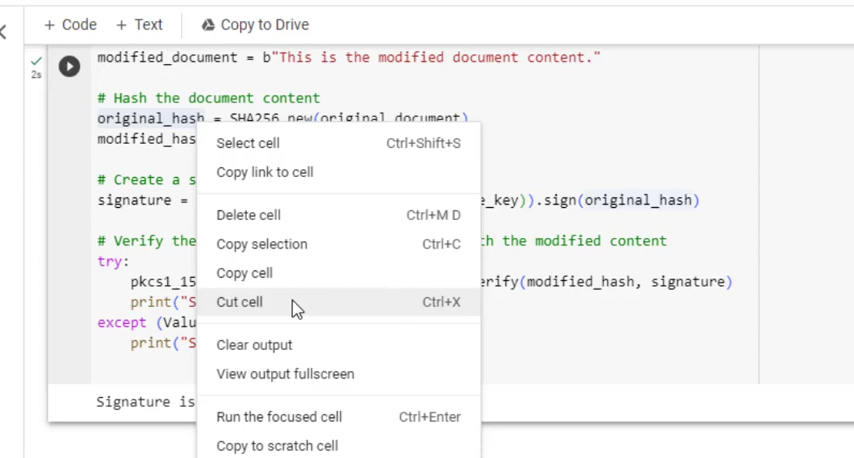 + Code + Text Copy to Drive
2s
modified_document = b"This is the modified document content."
# Hash the document content
original_hash = SHA256.new(original_document)
modified_has
# Create a s
signature = e_key)).sign(original_hash)
# Verify the h the modified content
try:
pkcs1_15 erify(modified_hash, signature)
print("S
except (Valu
print("S
Signature is
Select cell Ctrl+Shift+S
Copy link to cell
Delete cell Ctrl+M D
Copy selection Ctrl+C
Copy cell
Cut cell Ctrl+X
Clear output
View output fullscreen
Run the focused cell Ctrl+Enter
Copy to scratch cell